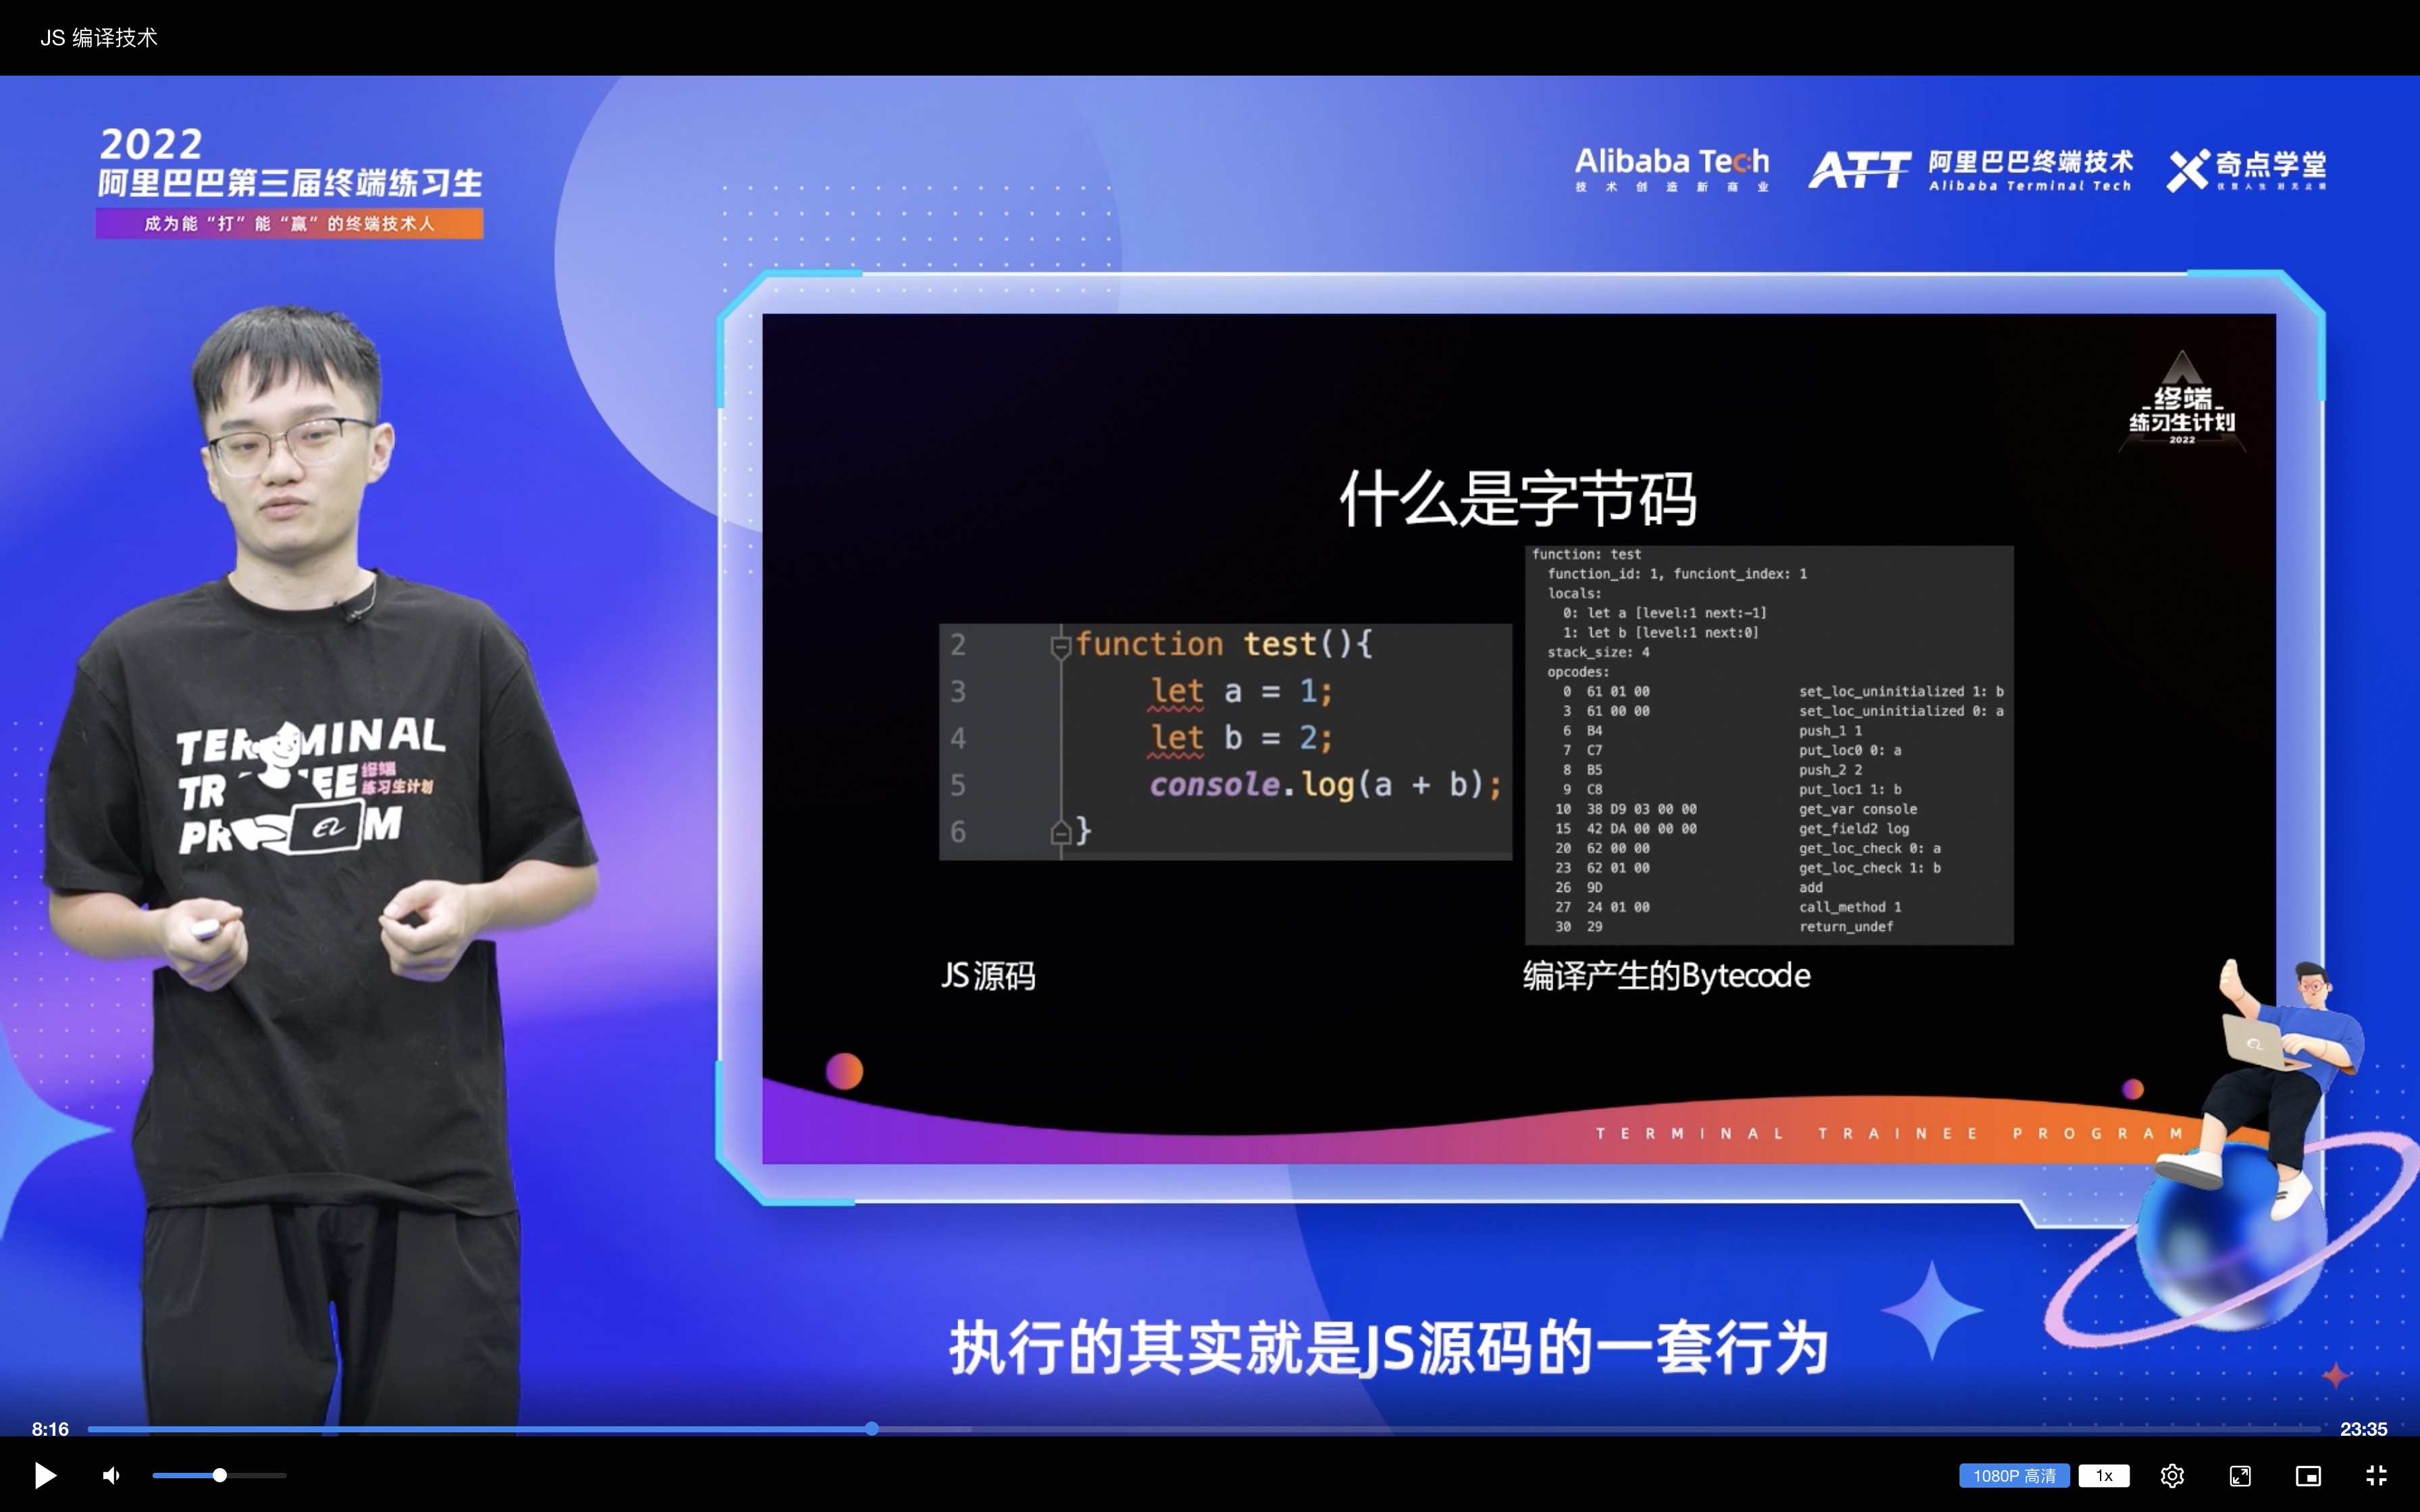 JS 编译技术
2022
阿里巴巴第三届终端练习生
成为能“打”能“赢”的终端技术人
Alibaba Tech
技术创造新商业
ATT
阿里巴巴终端技术
Alibaba Terminal Tech
奇点学堂
终端
练习生计划
2022
什么是字节码
2 function test(){
3 let a = 1;
4 let b = 2;
5 console.log(a + b);
6 }
JS源码
function: test
function_id: 1, funciont_index: 1
locals:
0: let a [level:1 next:-1]
1: let b [level:1 next:0]
stack_size: 4
opcodes:
0 61 01 00 set_loc_uninitialized 1: b
3 61 00 00 set_loc_uninitialized 0: a
6 B4 push_1 1
7 C7 put_loc0 0: a
8 B5 push_2 2
9 C8 put_loc1 1: b
10 38 D9 03 00 00 get_var console
15 42 DA 00 00 00 get_field2 log
20 62 00 00 get_loc_check 0: a
23 62 01 00 get_loc_check 1: b
26 9D add
27 24 01 00 call_method 1
30 29 return_undef
编译产生的Bytecode
TERMINAL TRAINEE PROGRAM
TERMINAL
终端
练习生计划
执行的其实就是JS源码的一套行为
8:16
23:35
1080P 高清
1x